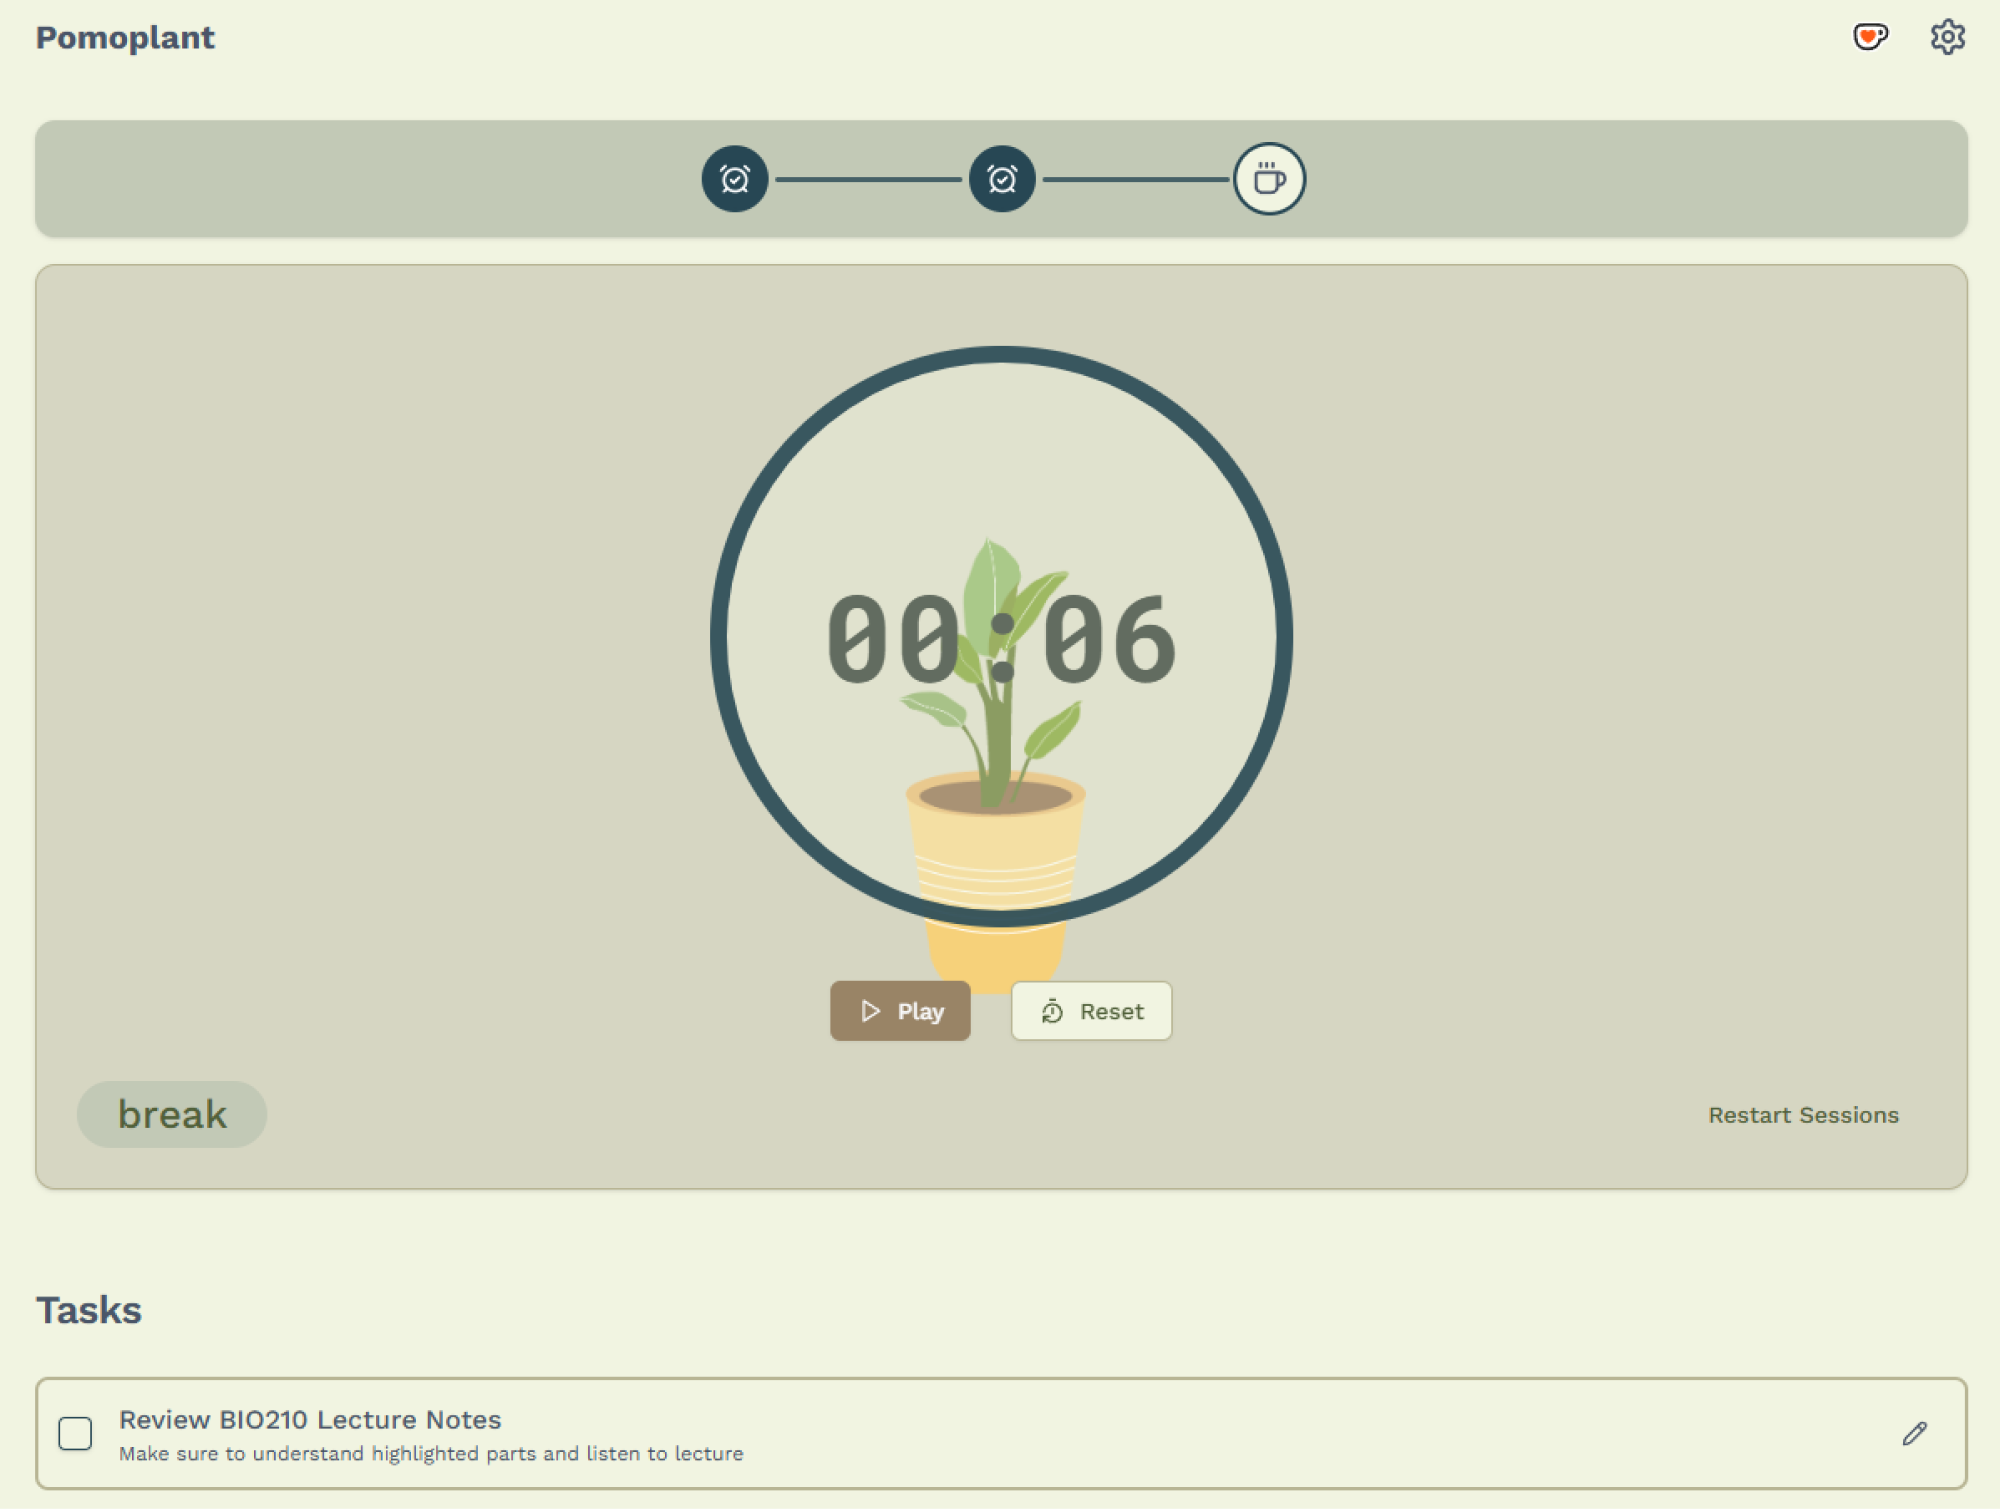 Pomoplant
00:06
Play
Reset
break
Restart Sessions
Tasks
Review BIO210 Lecture Notes
Make sure to understand highlighted parts and listen to lecture